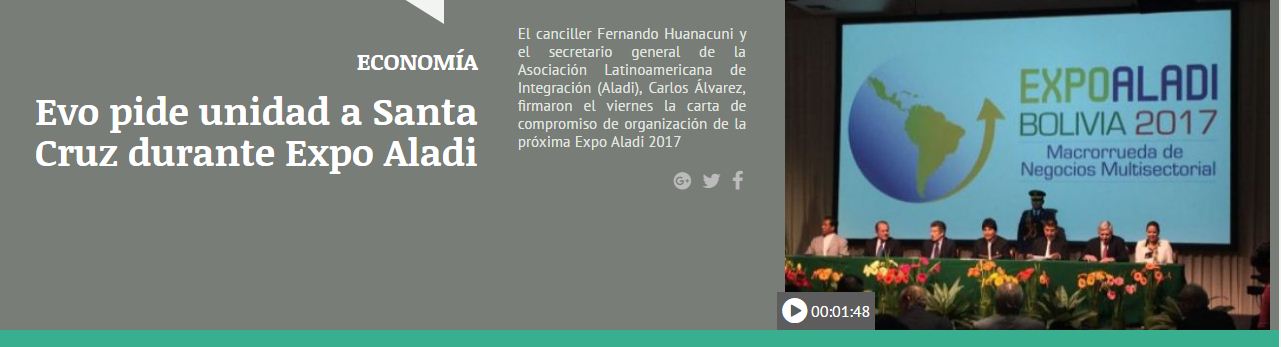 ECONOMÍA
Evo pide unidad a Santa
Cruz durante Expo Aladi
El canciller Fernando Huanacuni y
el secretario general de la
Asociación Latinoamericana de
Integración (Aladi), Carlos Álvarez,
firmaron el viernes la carta de
compromiso de organización de la
próxima Expo Aladi 2017
EXPOALADI
BOLIVIA 2017
Macrorrueda de
Negocios Multisectorial
00:01:48